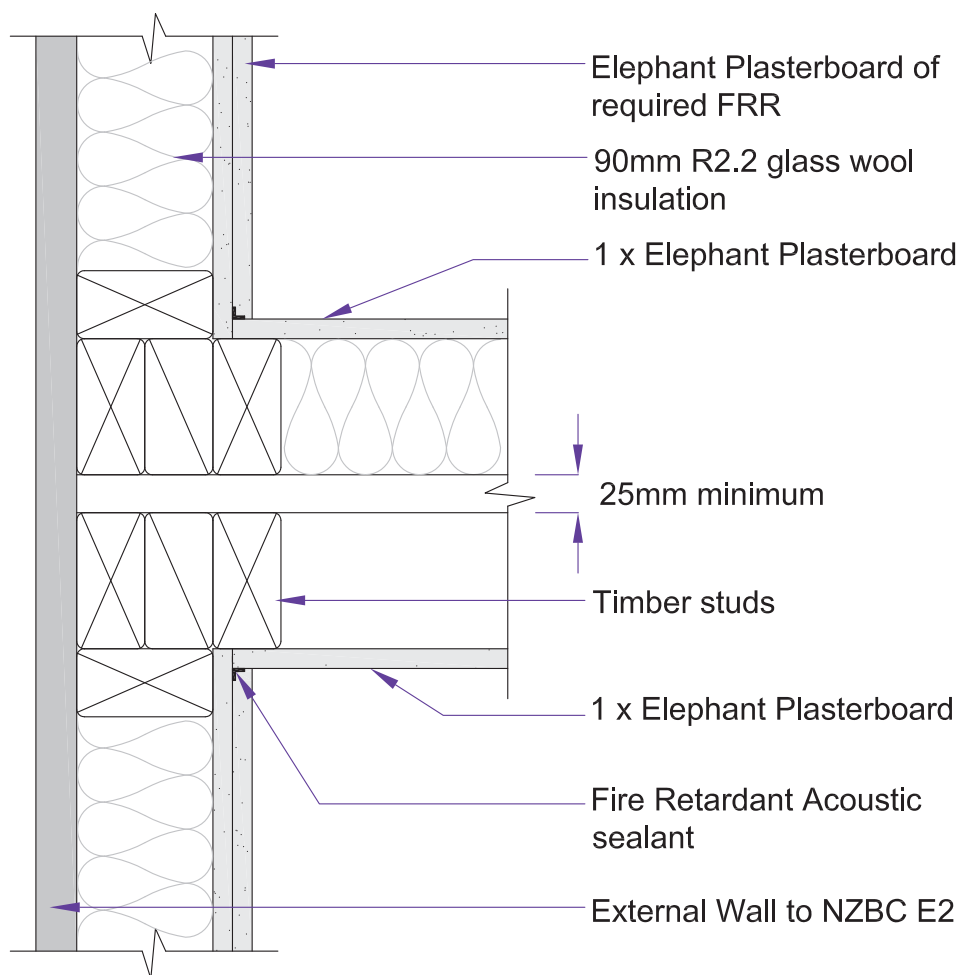 Elephant Plasterboard of
required FRR
90mm R2.2 glass wool
insulation
1 x Elephant Plasterboard
25mm minimum
Timber studs
1 x Elephant Plasterboard
Fire Retardant Acoustic
sealant
External Wall to NZBC E2